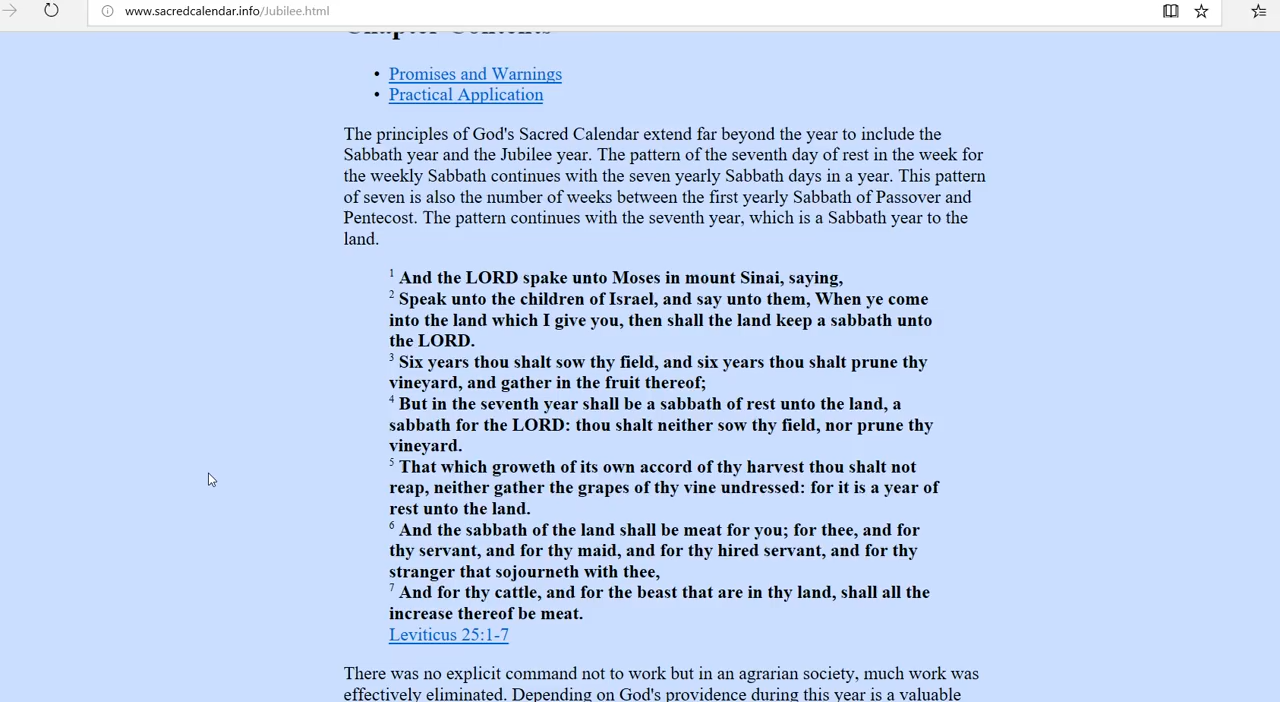 www.sacredcalendar.info/Jubilee.html
Chapter Contents
• Promises and Warnings
• Practical Application
The principles of God's Sacred Calendar extend far beyond the year to include the
Sabbath year and the Jubilee year. The pattern of the seventh day of rest in the week for
the weekly Sabbath continues with the seven yearly Sabbath days in a year. This pattern
of seven is also the number of weeks between the first yearly Sabbath of Passover and
Pentecost. The pattern continues with the seventh year, which is a Sabbath year to the
land.
1 And the LORD spake unto Moses in mount Sinai, saying,
2 Speak unto the children of Israel, and say unto them, When ye come
into the land which I give you, then shall the land keep a sabbath unto
the LORD.
3 Six years thou shalt sow thy field, and six years thou shalt prune thy
vineyard, and gather in the fruit thereof;
4 But in the seventh year shall be a sabbath of rest unto the land, a
sabbath for the LORD: thou shalt neither sow thy field, nor prune thy
vineyard.
5 That which groweth of its own accord of thy harvest thou shalt not
reap, neither gather the grapes of thy vine undressed: for it is a year of
rest unto the land.
6 And the sabbath of the land shall be meat for you; for thee, and for
thy servant, and for thy maid, and for thy hired servant, and for thy
stranger that sojourneth with thee,
7 And for thy cattle, and for the beast that are in thy land, shall all the
increase thereof be meat.
Leviticus 25:1-7
There was no explicit command not to work but in an agrarian society, much work was
effectively eliminated. Depending on God's providence during this year is a valuable